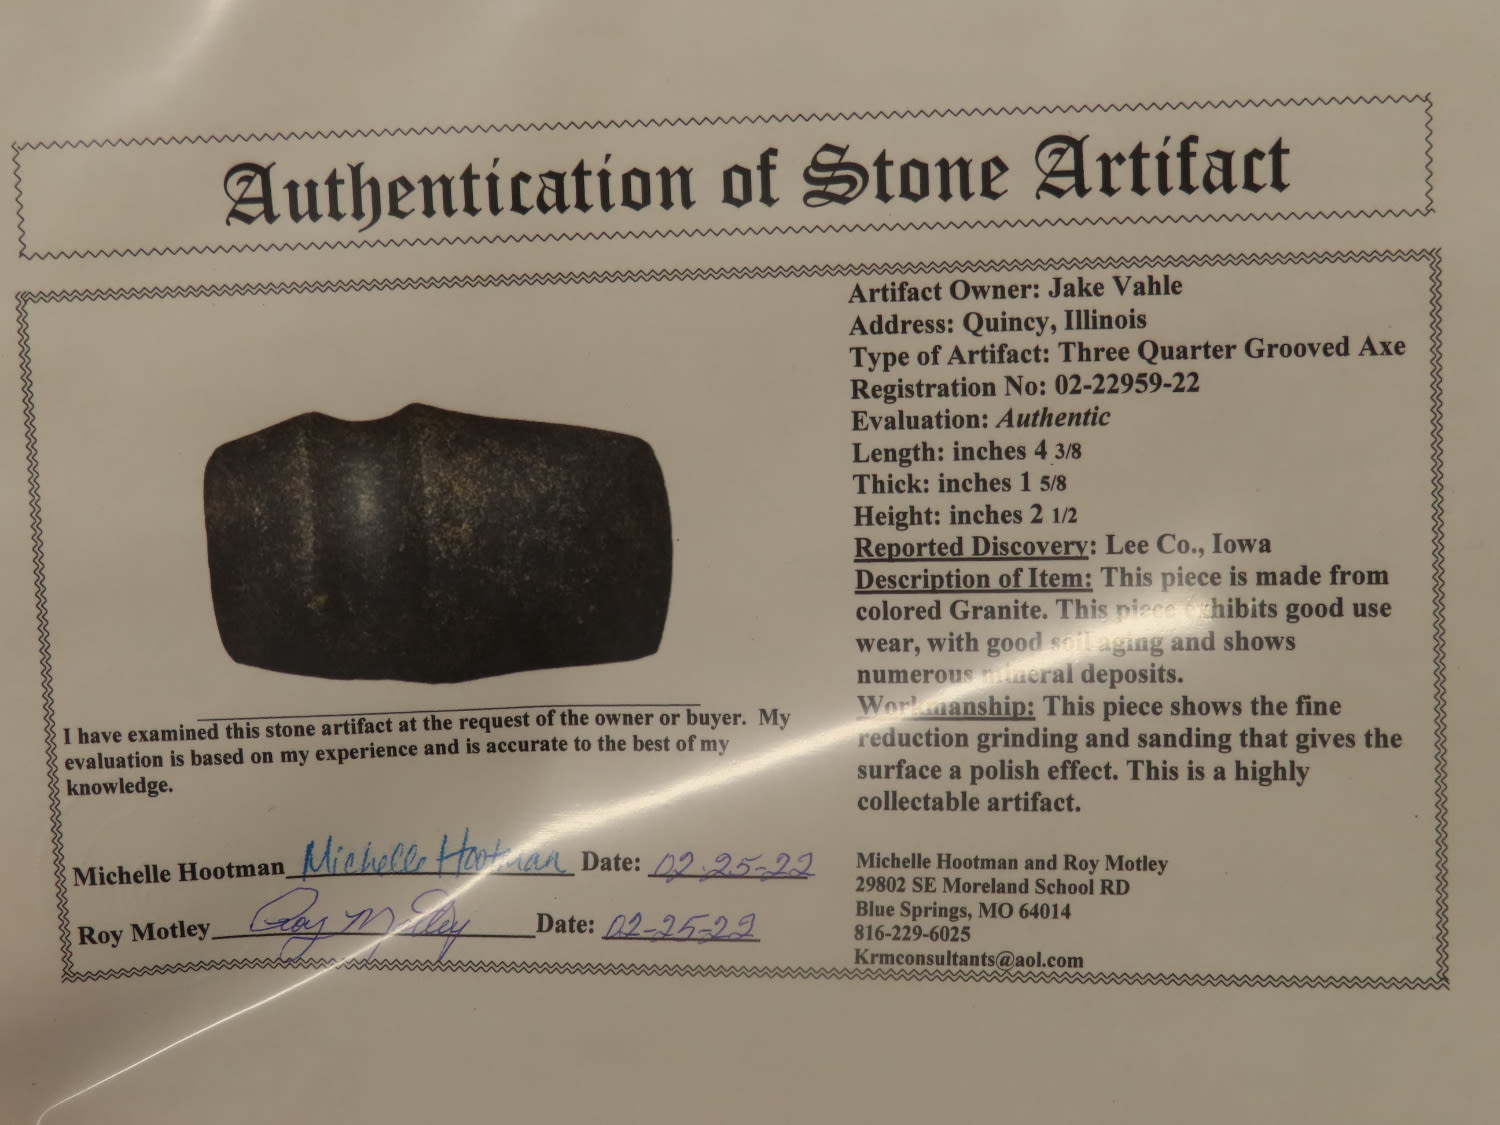 Authentication of Stone Artifact
Artifact Owner: Jake Vahle
Address: Quincy, Illinois
Type of Artifact: Three Quarter Grooved Axe
Registration No: 02-22959-22
Evaluation: Authentic
Length: inches 4 3/8
Thick: inches 1 5/8
Height: inches 2 1/2
Reported Discovery: Lee Co., Iowa
Description of Item: This piece is made from
colored Granite. This piece exhibits good use
wear, with good soil aging and shows
numerous mineral deposits.
Workmanship: This piece shows the fine
reduction grinding and sanding that gives the
surface a polish effect. This is a highly
collectable artifact.
I have examined this stone artifact at the request of the owner or buyer. My
evaluation is based on my experience and is accurate to the best of my
knowledge.
Michelle Hootman Michelle Hootman Date: 02-25-22
Roy Motley Roy Motley Date: 02-25-22
Michelle Hootman and Roy Motley
29802 SE Moreland School RD
Blue Springs, MO 64014
816-229-6025
Krmconsultants@aol.com